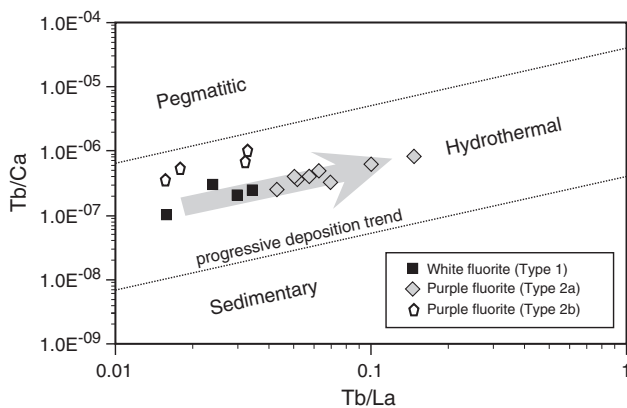 1.0E−04
1.0E−05
1.0E−06
1.0E−07
1.0E−08
1.0E−09
Tb/Ca
Pegmatitic
Hydrothermal
progressive deposition trend
Sedimentary
White fluorite (Type 1)
Purple fluorite (Type 2a)
Purple fluorite (Type 2b)
0.01
0.1
1
Tb/La